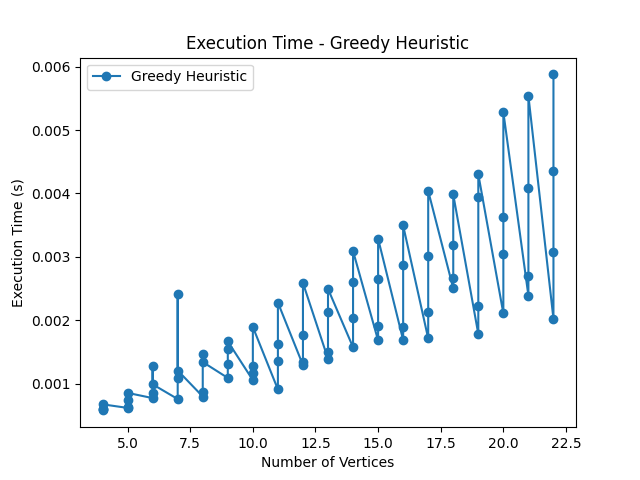 Execution Time - Greedy Heuristic
Greedy Heuristic
Execution Time (s)
0.006
0.005
0.004
0.003
0.002
0.001
5.0 7.5 10.0 12.5 15.0 17.5 20.0 22.5
Number of Vertices